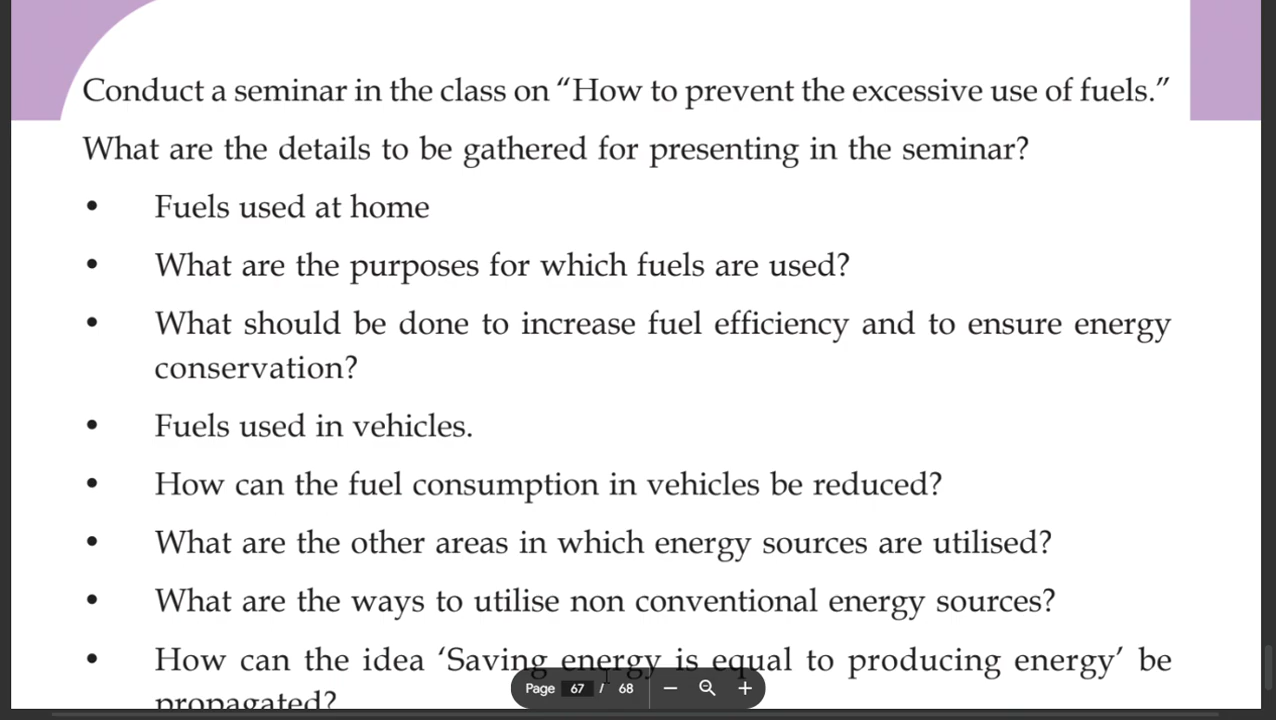 Conduct a seminar in the class on “How to prevent the excessive use of fuels.”
What are the details to be gathered for presenting in the seminar?
• Fuels used at home
• What are the purposes for which fuels are used?
• What should be done to increase fuel efficiency and to ensure energy
conservation?
• Fuels used in vehicles.
• How can the fuel consumption in vehicles be reduced?
• What are the other areas in which energy sources are utilised?
• What are the ways to utilise non conventional energy sources?
• How can the idea ‘Saving energy is equal to producing energy’ be
propagated?
Page 67 / 68